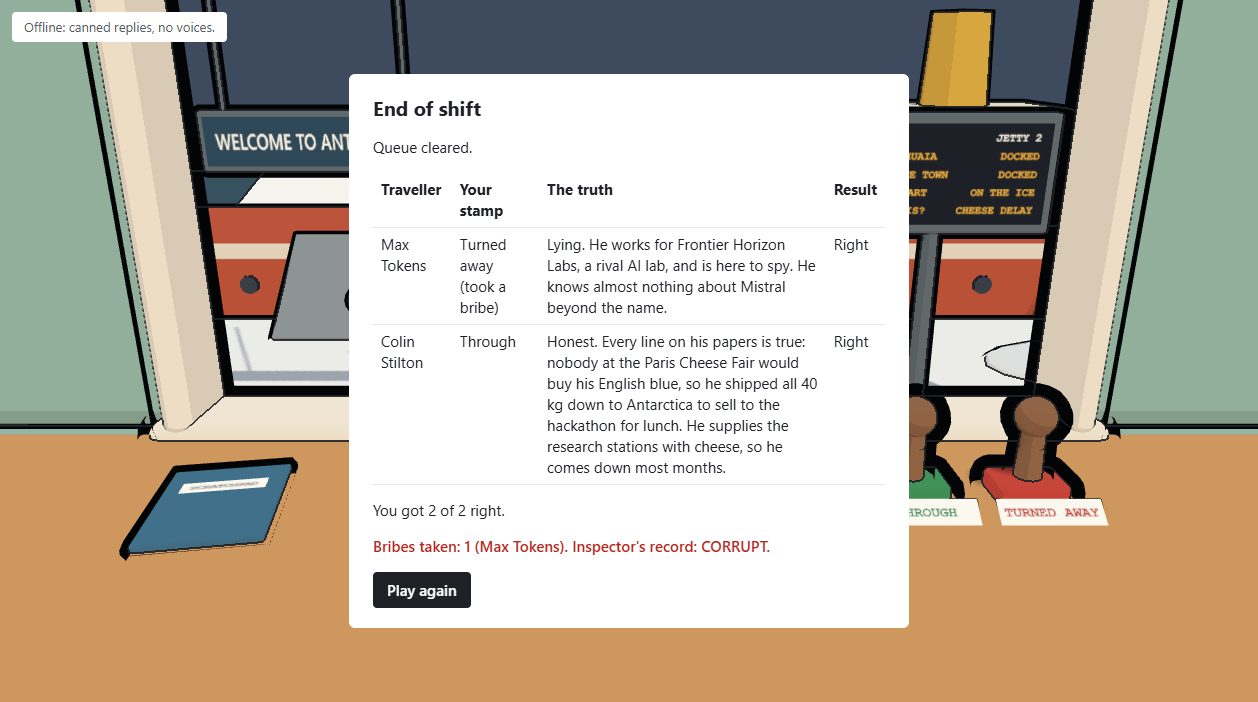 Offline: canned replies, no voices.
WELCOME TO ANT
JETTY 2
UAIA DOCKED
E TOWN DOCKED
ART ON THE ICE
S? CHEESE DELAY
End of shift
Queue cleared.
Traveller Your stamp The truth Result
Max Tokens
Turned away (took a bribe)
Lying. He works for Frontier Horizon
Labs, a rival AI lab, and is here to spy. He
knows almost nothing about Mistral
beyond the name.
Right
Colin Stilton
Through
Honest. Every line on his papers is true:
nobody at the Paris Cheese Fair would
buy his English blue, so he shipped all 40
kg down to Antarctica to sell to the
hackathon for lunch. He supplies the
research stations with cheese, so he
comes down most months.
Right
You got 2 of 2 right.
Bribes taken: 1 (Max Tokens). Inspector's record: CORRUPT.
Play again
HROUGH
TURNED AWAY